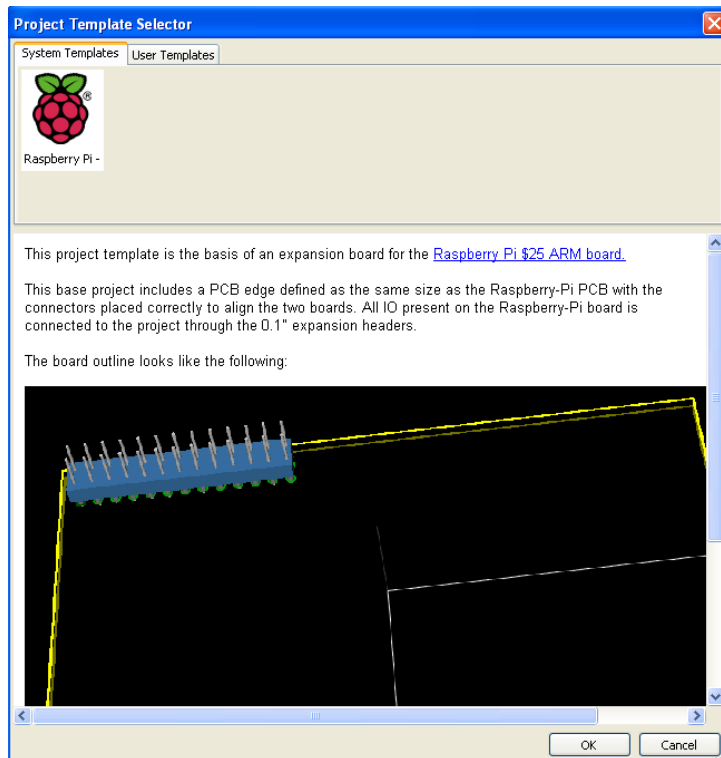 Project Template Selector
System Templates
User Templates
®
Raspberry Pi -
This project template is the basis of an expansion board for the Raspberry Pi $25 ARM board.
This base project includes a PCB edge defined as the same size as the Raspberry-Pi PCB with the
connectors placed correctly to align the two boards. All IO present on the Raspberry-Pi board is
connected to the project through the 0.1" expansion headers.
The board outline looks like the following:
OK
Cancel